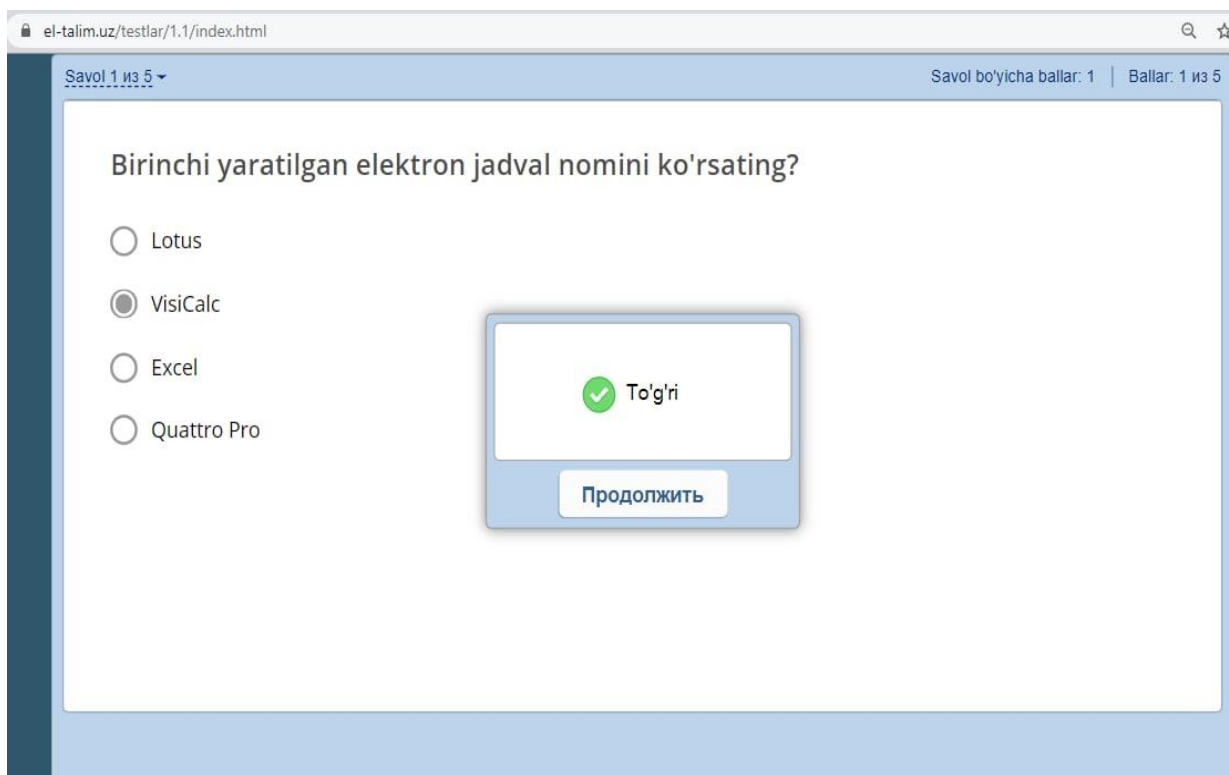 el-talim.uz/testlar/1.1/index.html
Savol 1 из 5 Savol bo'yicha ballar: 1 | Ballar: 1 из 5
Birinchi yaratilgan elektron jadval nomini ko'rsating?
Lotus
VisiCalc
Excel
Quattro Pro
To'g'ri
Продолжить